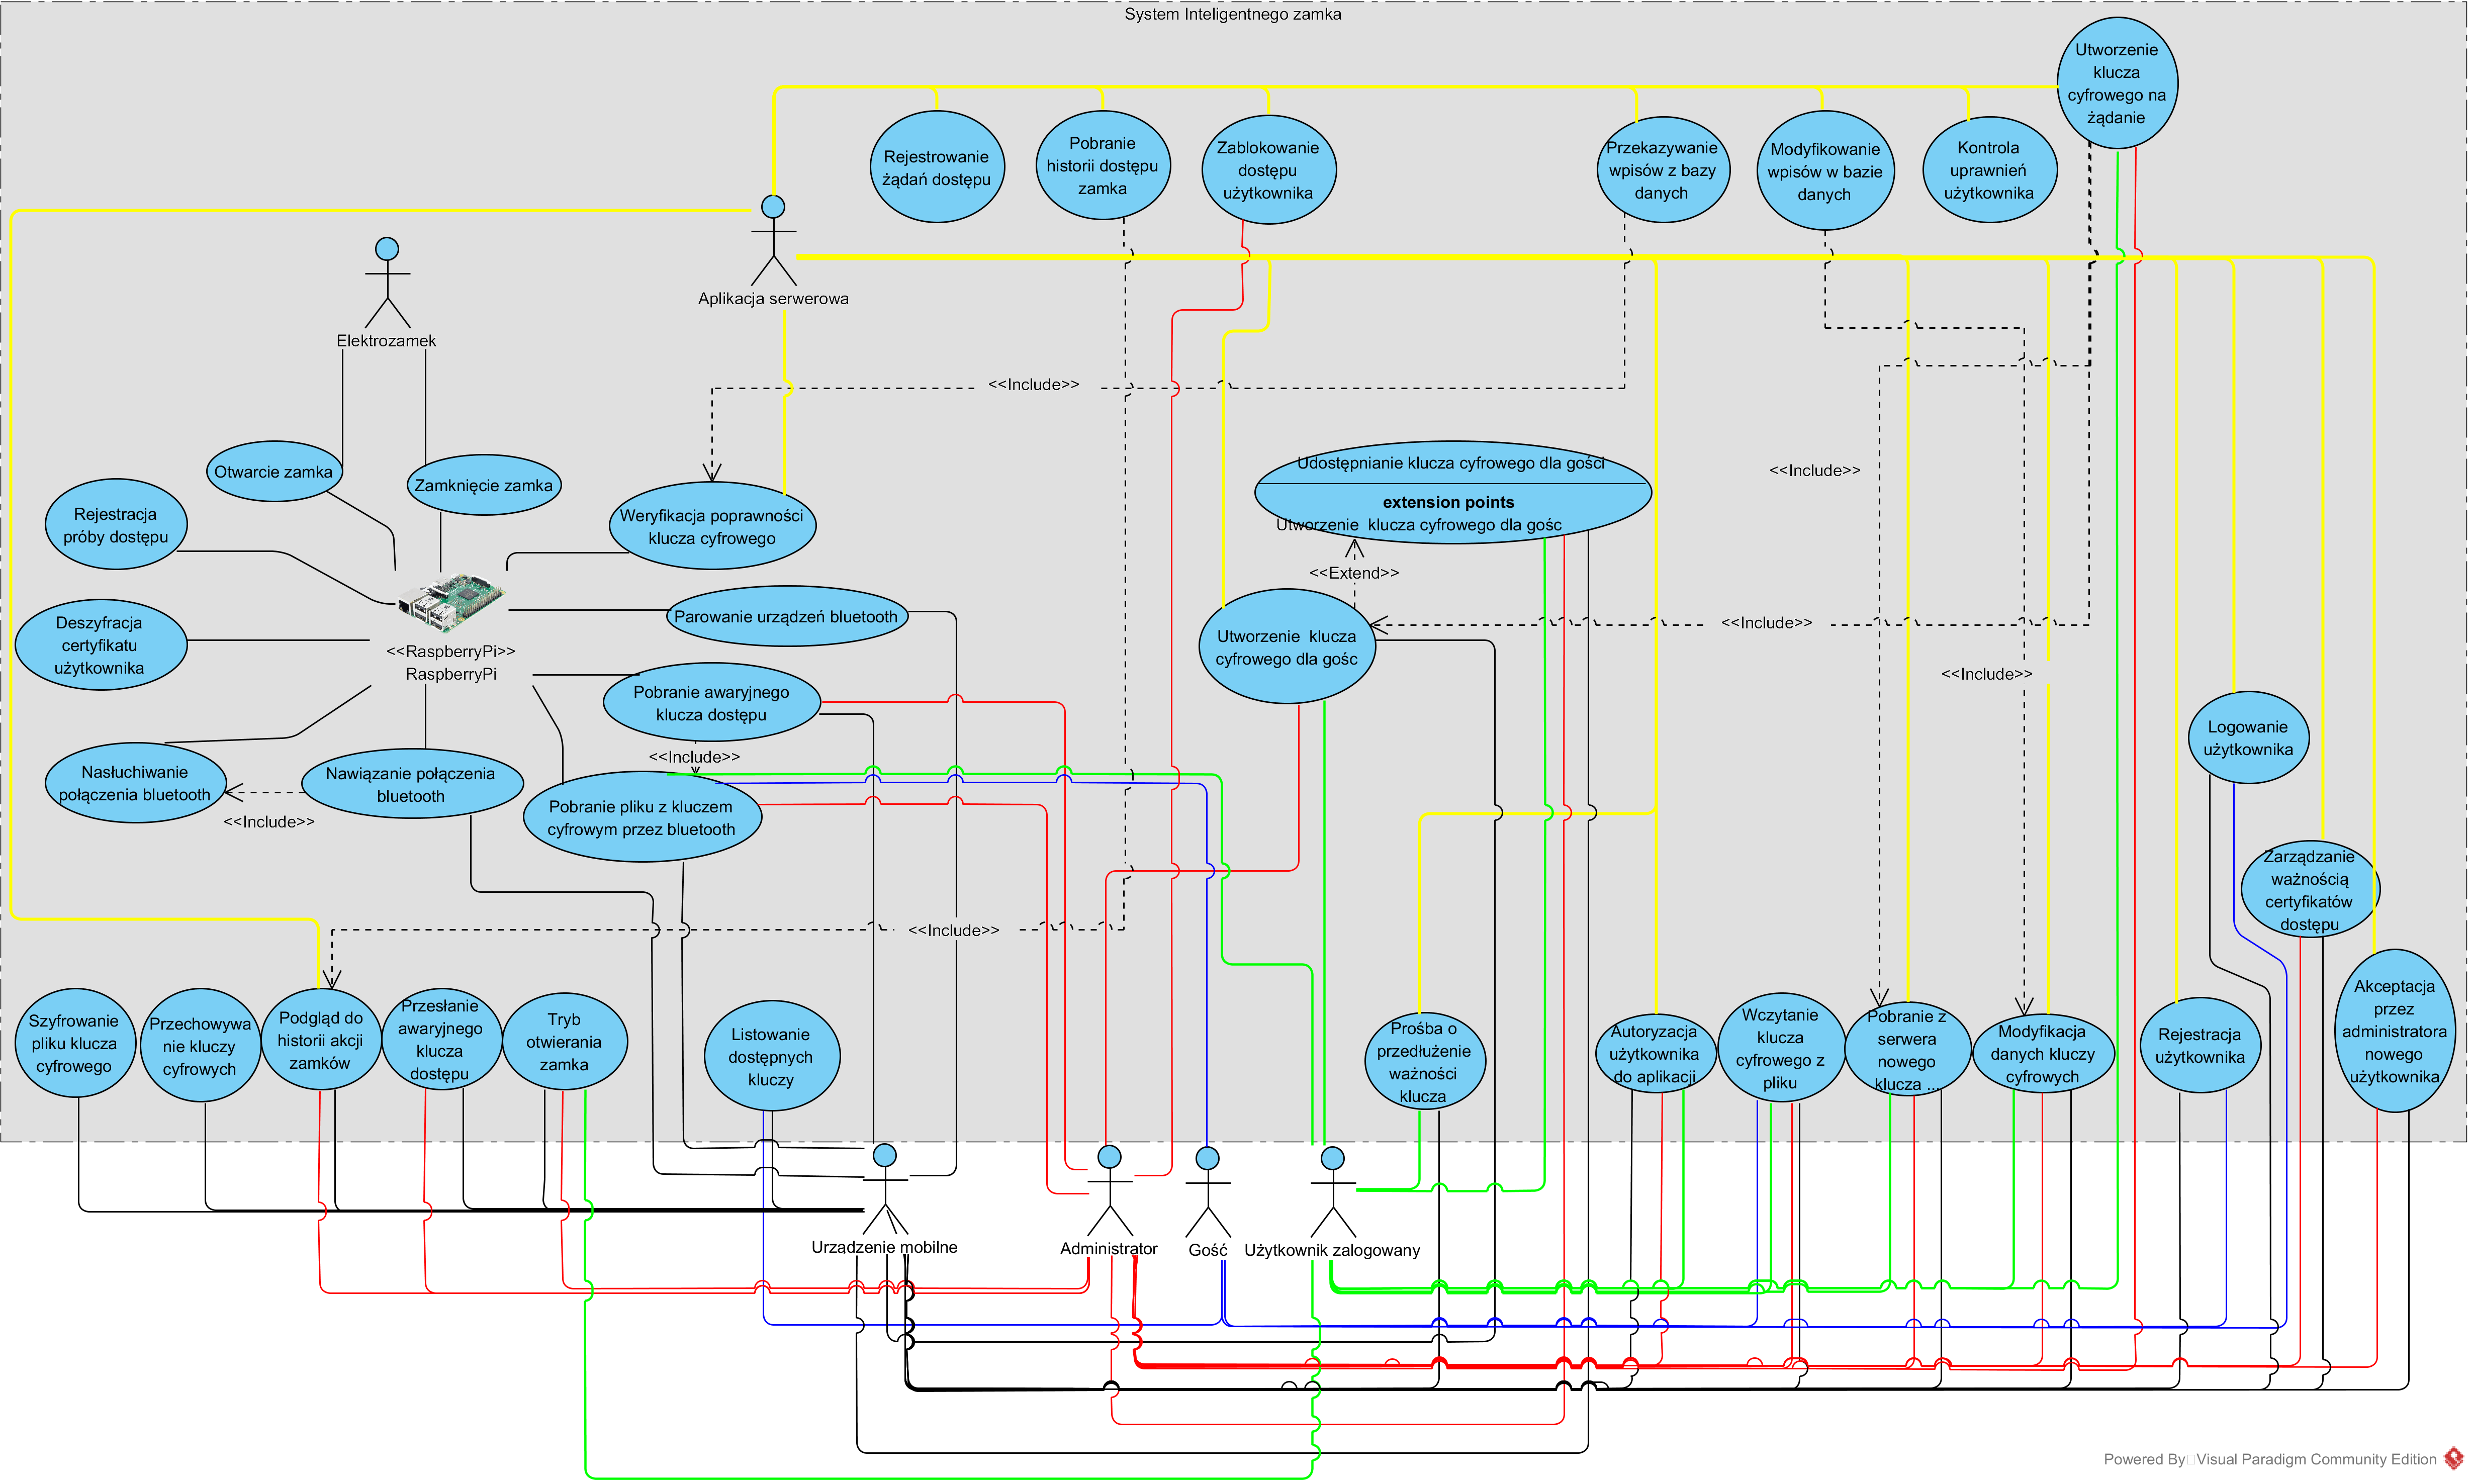 System Inteligentnego zamka
Utworzenie
klucza
cyfrowego na
żądanie
Rejestrowanie
żądań dostępu
Pobranie
historii dostępu
zamka
Zablokowanie
dostępu
użytkownika
Przekazywanie
wpisów z bazy
danych
Modyfikowanie
wpisów w bazie
danych
Kontrola
uprawnień
użytkownika
Aplikacja serwerowa
Elektrozamek
<<Include>>
Otwarcie zamka
Zamknięcie zamka
Rejestracja
próby dostępu
Weryfikacja poprawności
klucza cyfrowego
Udostępnianie klucza cyfrowego dla gości
extension points
Utworzenie  klucza cyfrowego dla gośc
<<Include>>
<<Extend>>
Deszyfracja
certyfikatu
użytkownika
<<RaspberryPi>>
RaspberryPi
Parowanie urządzeń bluetooth
Utworzenie  klucza
cyfrowego dla gośc
<<Include>>
<<Include>>
Pobranie awaryjnego
klucza dostępu
<<Include>>
Logowanie
użytkownika
Nasłuchiwanie
połączenia bluetooth
Nawiązanie połączenia
bluetooth
<<Include>>
Pobranie pliku z kluczem
cyfrowym przez bluetooth
Zarządzanie
ważnością
certyfikatów
dostępu
<<Include>>
Szyfrowanie
pliku klucza
cyfrowego
Przechowywa
nie kluczy
cyfrowych
Podgląd do
historii akcji
zamków
Przesłanie
awaryjnego
klucza
dostępu
Tryb
otwierania
zamka
Listowanie
dostępnych
kluczy
Prośba o
przedłużenie
ważności
klucza
Autoryzacja
użytkownika
do aplikacji
Wczytanie
klucza
cyfrowego z
pliku
Pobranie z
serwera
nowego
klucza ...
Modyfikacja
danych kluczy
cyfrowych
Rejestracja
użytkownika
Akceptacja
przez
administratora
nowego
użytkownika
Urządzenie mobilne
Administrator
Gość
Użytkownik zalogowany
Powered By Visual Paradigm Community Edition